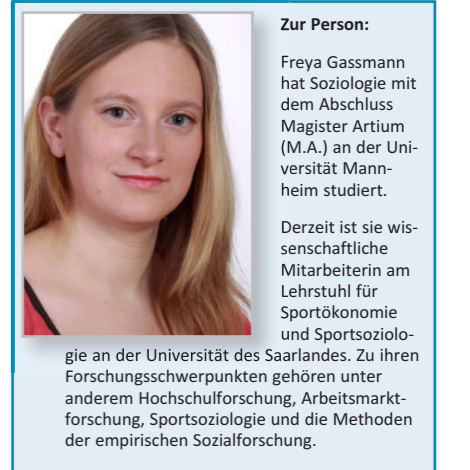 Zur Person:
Freya Gassmann
hat Soziologie mit
dem Abschluss
Magister Artium
(M.A.) an der Uni-
versität Mann-
heim studiert.
Derzeit ist sie wis-
senschaftliche
Mitarbeiterin am
Lehrstuhl für
Sportökonomie
und Sportsoziolo-
gie an der Universität des Saarlandes. Zu ihren
Forschungsschwerpunkten gehören unter
anderem Hochschulforschung, Arbeitsmarkt-
forschung, Sportsoziologie und die Methoden
der empirischen Sozialforschung.